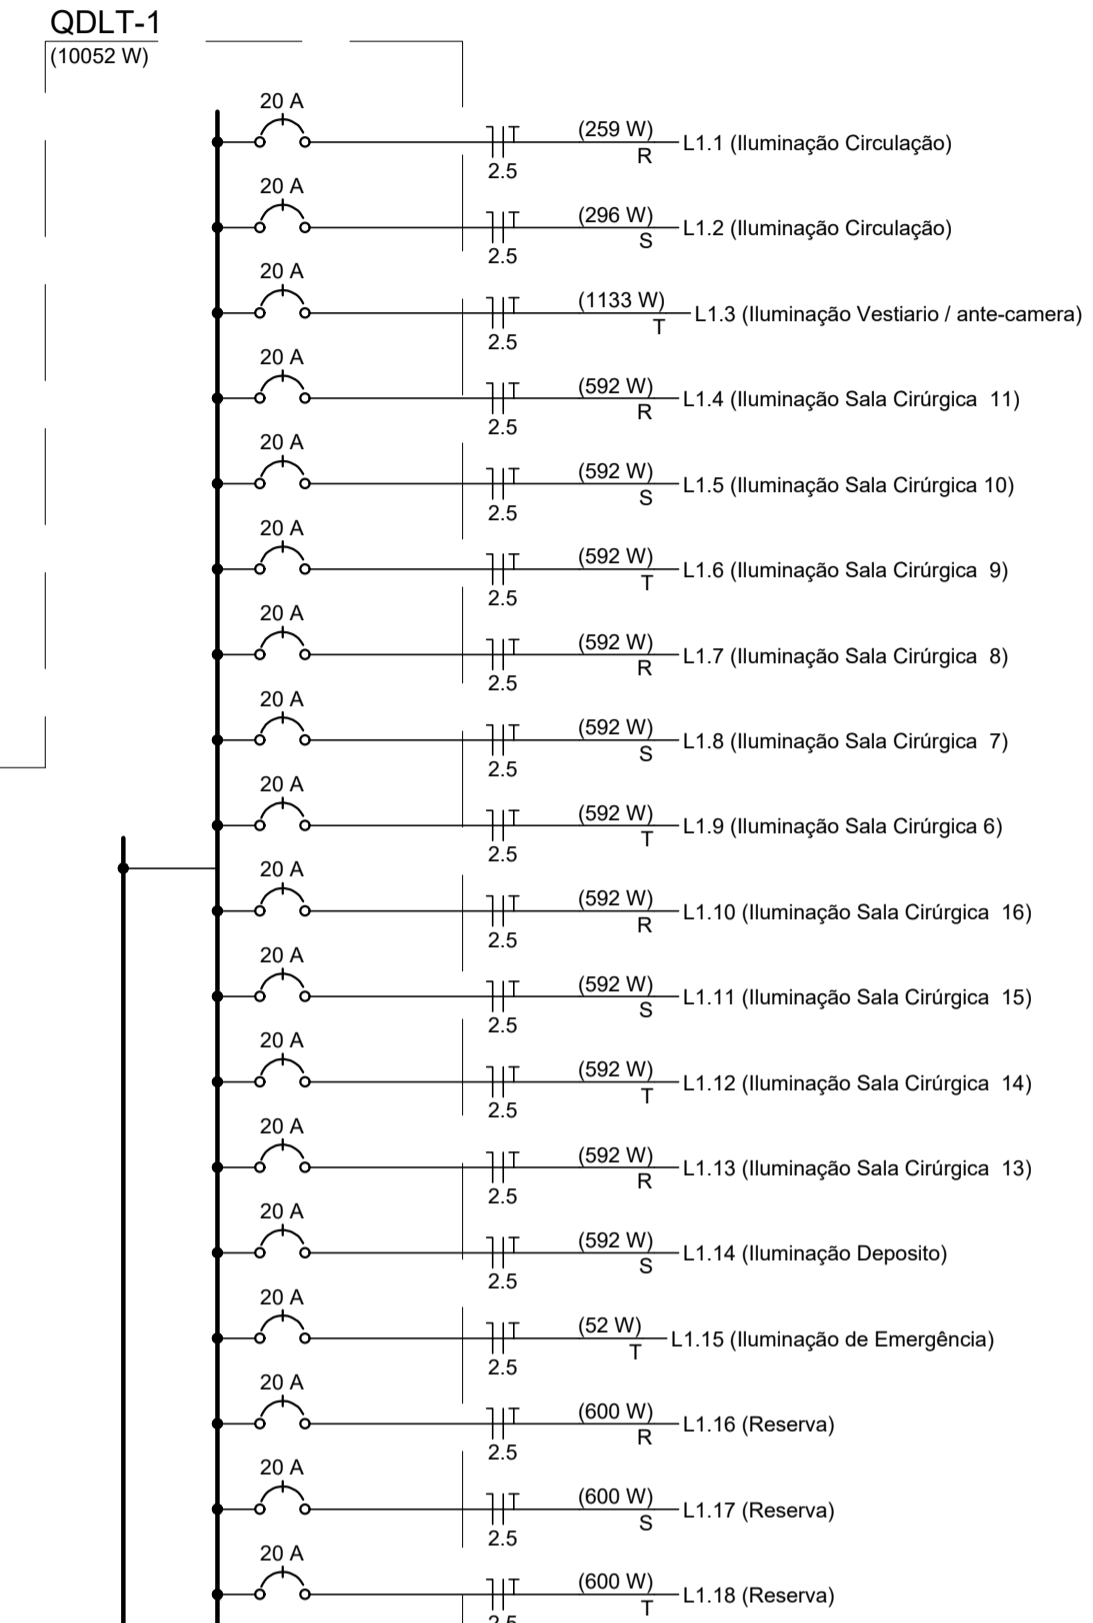 QDLT-1
(10052 W)
20 A
(259 W)
L1.1 (Iluminação Circulação)
R
2.5
20 A
(296 W)
L1.2 (Iluminação Circulação)
S
2.5
20 A
(1133 W)
L1.3 (Iluminação Vestiario / ante-camera)
T
2.5
20 A
(592 W)
L1.4 (Iluminação Sala Cirúrgica 11)
R
2.5
20 A
(592 W)
L1.5 (Iluminação Sala Cirúrgica 10)
S
2.5
20 A
(592 W)
L1.6 (Iluminação Sala Cirúrgica 9)
T
2.5
20 A
(592 W)
L1.7 (Iluminação Sala Cirúrgica 8)
R
2.5
20 A
(592 W)
L1.8 (Iluminação Sala Cirúrgica 7)
S
2.5
20 A
(592 W)
L1.9 (Iluminação Sala Cirúrgica 6)
T
2.5
20 A
(592 W)
L1.10 (Iluminação Sala Cirúrgica 16)
R
2.5
20 A
(592 W)
L1.11 (Iluminação Sala Cirúrgica 15)
S
2.5
20 A
(592 W)
L1.12 (Iluminação Sala Cirúrgica 14)
T
2.5
20 A
(592 W)
L1.13 (Iluminação Sala Cirúrgica 13)
R
2.5
20 A
(592 W)
L1.14 (Iluminação Deposito)
S
2.5
20 A
(52 W)
L1.15 (Iluminação de Emergência)
T
2.5
20 A
(600 W)
L1.16 (Reserva)
R
2.5
20 A
(600 W)
L1.17 (Reserva)
S
2.5
20 A
(600 W)
L1.18 (Reserva)
T
2.5